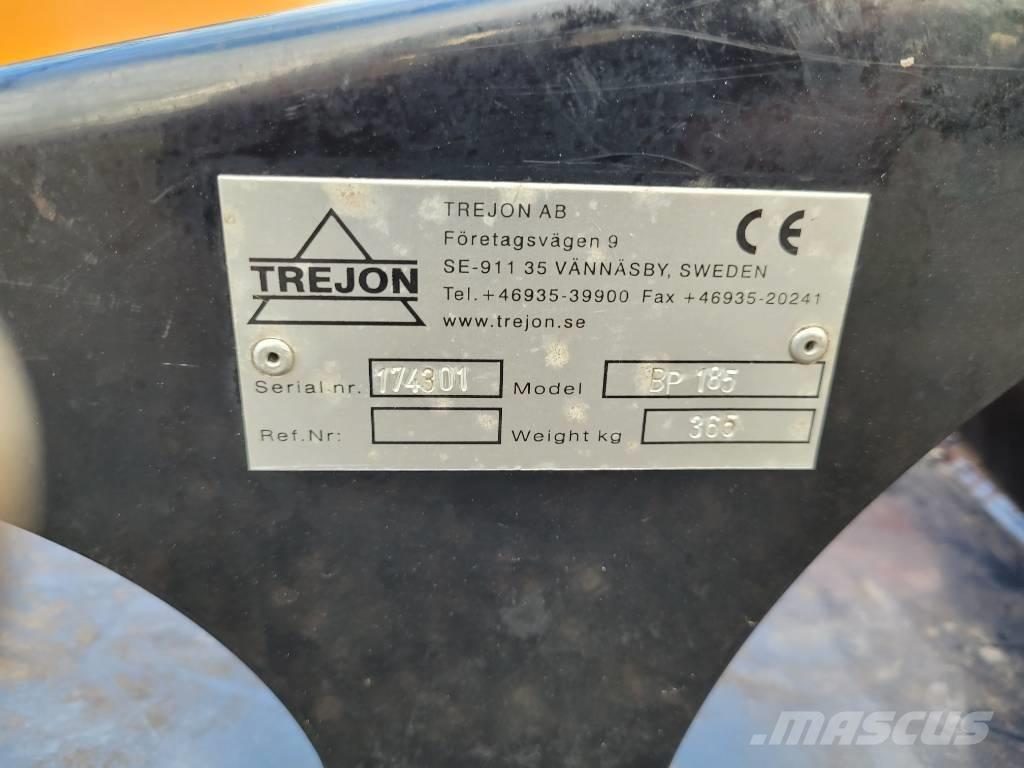 TREJON
TREJON AB
Företagsvägen 9
SE-911 35 VÄNNÄSBY, SWEDEN
Tel. +46935-39900 Fax +46935-20241
www.trejon.se
CE
Serial nr. 174301 Model BP 185
Ref.Nr: Weight kg 365
MASCUS